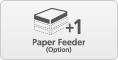 +1
Paper Feeder
(Option)